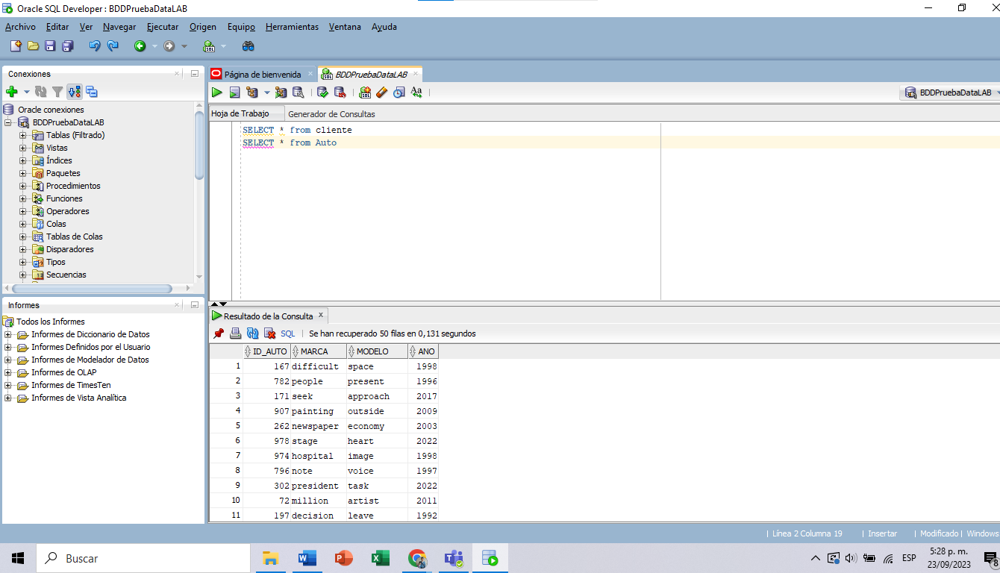 Oracle SQL Developer : BDDPruebaDataLAB
Archivo Editar Ver Navegar Ejecutar Origen Equipo Herramientas Ventana Ayuda
Conexiones
Oracle conexiones
BDDPruebaDataLAB
Tablas (Filtrado)
Vistas
Índices
Paquetes
Procedimientos
Funciones
Operadores
Colas
Tablas de Colas
Disparadores
Tipos
Secuencias
Informes
Todos los Informes
Informes de Diccionario de Datos
Informes Definidos por el Usuario
Informes de Modelador de Datos
Informes de OLAP
Informes de TimesTen
Informes de Vista Analítica
Página de bienvenida BDDPruebaDataLAB
BDDPruebaDataLAB
Hoja de Trabajo Generador de Consultas
SELECT * from cliente
SELECT * from Auto
Resultado de la Consulta
SQL | Se han recuperado 50 filas en 0,131 segundos
ID_AUTO MARCA MODELO ANO
1 167 difficult space 1998
2 782 people present 1996
3 171 seek approach 2017
4 907 painting outside 2009
5 262 newspaper economy 2003
6 978 stage heart 2022
7 974 hospital image 1998
8 796 note voice 1997
9 302 president task 2022
10 72 million artist 2011
11 197 decision leave 1992
| Línea 2 Columna 19 | Insertar | Modificado | Windows
Buscar
ESP
5:28 p. m.
23/09/2023
8